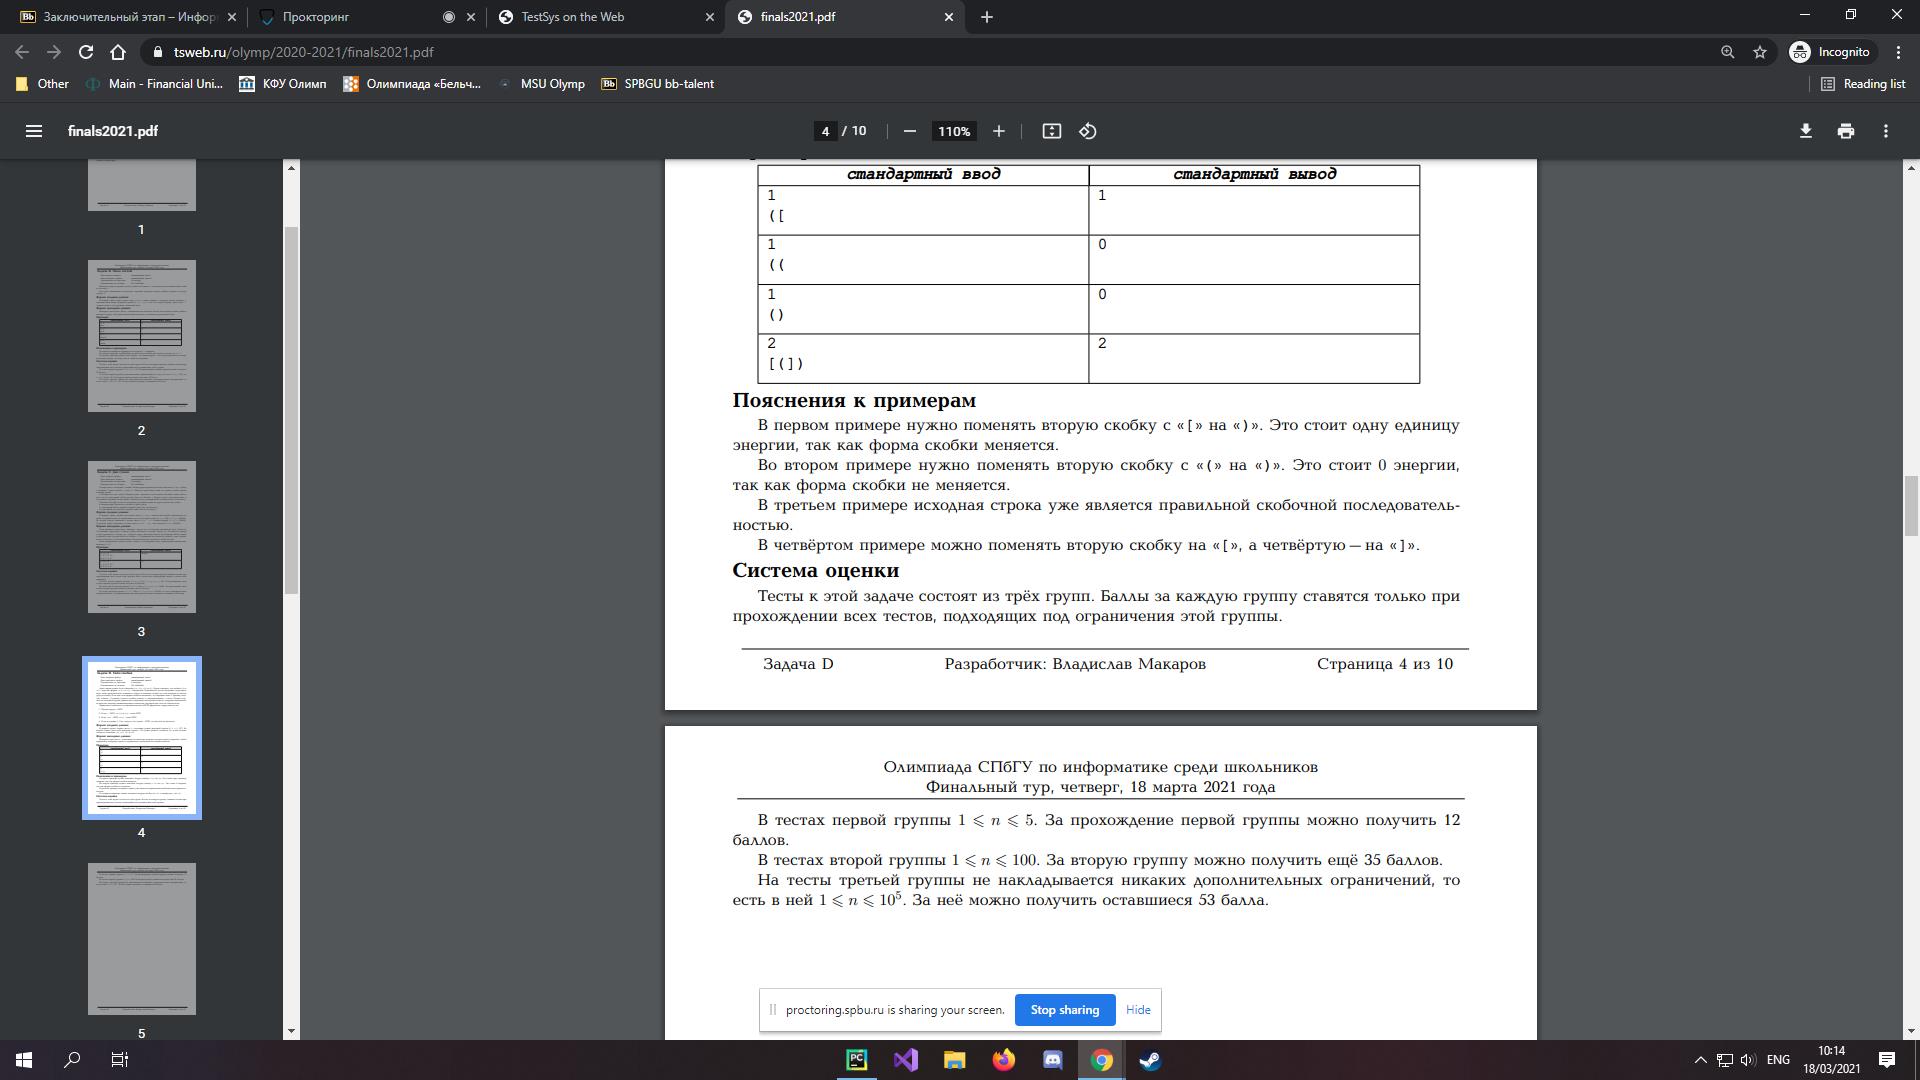 Заключительный этап – Инфор
Прокторинг
TestSys on the Web
finals2021.pdf
tsweb.ru/olymp/2020-2021/finals2021.pdf
Incognito
Other
Main - Financial Uni...
КФУ Олимп
Олимпиада «Бельч...
MSU Olymp
SPBGU bb-talent
Reading list
finals2021.pdf
4 / 10
110%
1
2
3
4
5
стандартный ввод стандартный вывод
1 1
([
1 0
((
1 0
()
2 2
[(])
Пояснения к примерам
В первом примере нужно поменять вторую скобку с «[» на «)». Это стоит одну единицу
энергии, так как форма скобки меняется.
Во втором примере нужно поменять вторую скобку с «(» на «)». Это стоит 0 энергии,
так как форма скобки не меняется.
В третьем примере исходная строка уже является правильной скобочной последователь-
ностью.
В четвёртом примере можно поменять вторую скобку на «[», а четвёртую — на «]».
Система оценки
Тесты к этой задаче состоят из трёх групп. Баллы за каждую группу ставятся только при
прохождении всех тестов, подходящих под ограничения этой группы.
Задача D Разработчик: Владислав Макаров Страница 4 из 10
Олимпиада СПбГУ по информатике среди школьников
Финальный тур, четверг, 18 марта 2021 года
В тестах первой группы 1 ⩽ n ⩽ 5. За прохождение первой группы можно получить 12
баллов.
В тестах второй группы 1 ⩽ n ⩽ 100. За вторую группу можно получить ещё 35 баллов.
На тесты третьей группы не накладывается никаких дополнительных ограничений, то
есть в ней 1 ⩽ n ⩽ 10⁵. За неё можно получить оставшиеся 53 балла.
proctoring.spbu.ru is sharing your screen.
Stop sharing
Hide
ENG
10:14
18/03/2021